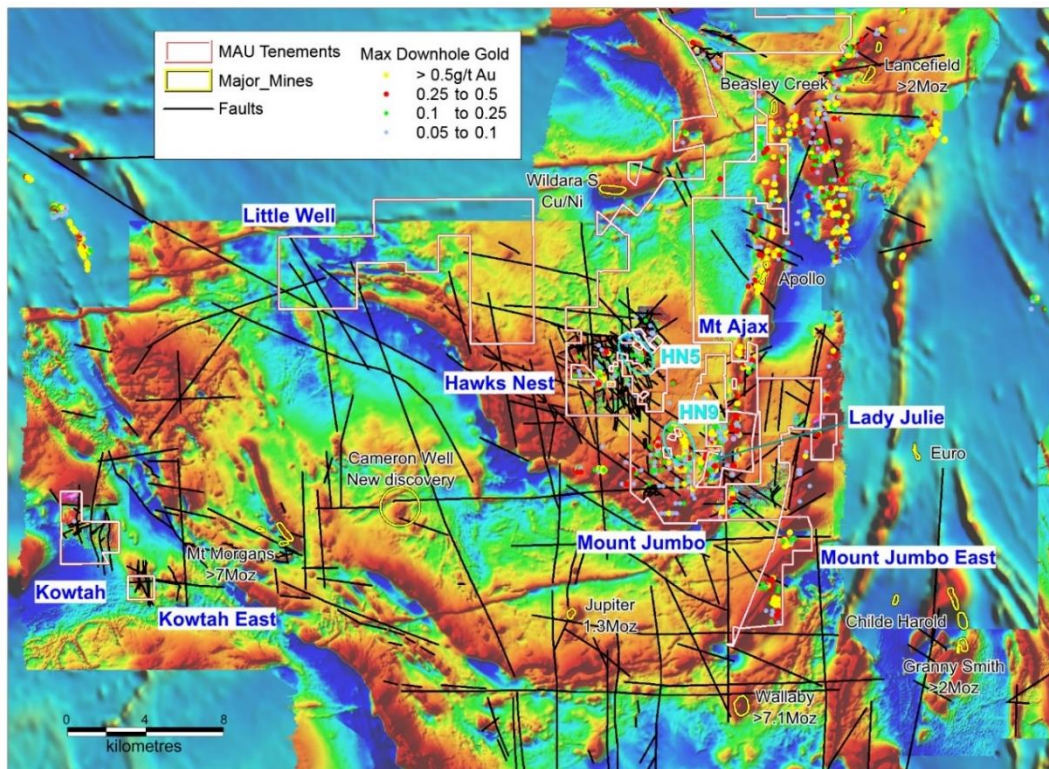 MAU Tenements
Major_Mines
Faults
Max Downhole Gold
> 0.5g/t Au
0.25 to 0.5
0.1 to 0.25
0.05 to 0.1
Lancefield
>2Moz
Beasley Creek
Wildara S
Cu/Ni
Little Well
Apollo
Mt Ajax
HN5
Hawks Nest
HN9
Lady Julie
Euro
Cameron Well
New discovery
Mount Jumbo
Mt Morgans
>7Moz
Mount Jumbo East
Kowtah
Kowtah East
Jupiter
1.3Moz
Childe Harold
Granny Smith
>2Moz
Wallaby
>7.1Moz
0 4 8
kilometres